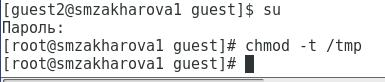 [guest2@smzakharova1 guest]$ su
Пароль:
[root@smzakharova1 guest]# chmod -t /tmp
[root@smzakharova1 guest]#